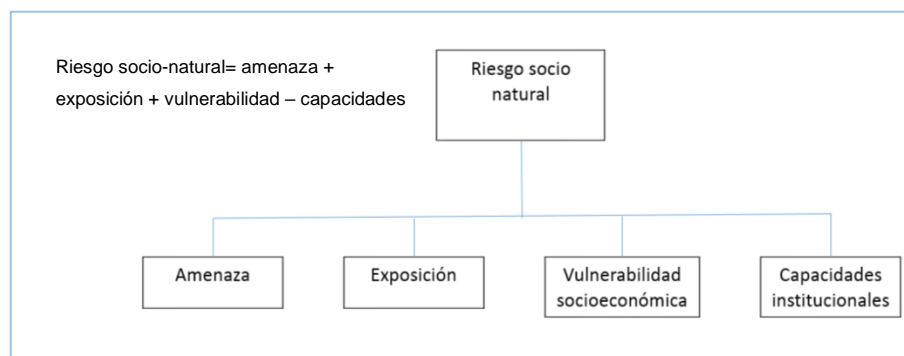 Riesgo socio-natural= amenaza +
exposición + vulnerabilidad – capacidades
Riesgo socio
natural
Amenaza
Exposición
Vulnerabilidad
socioeconómica
Capacidades
institucionales